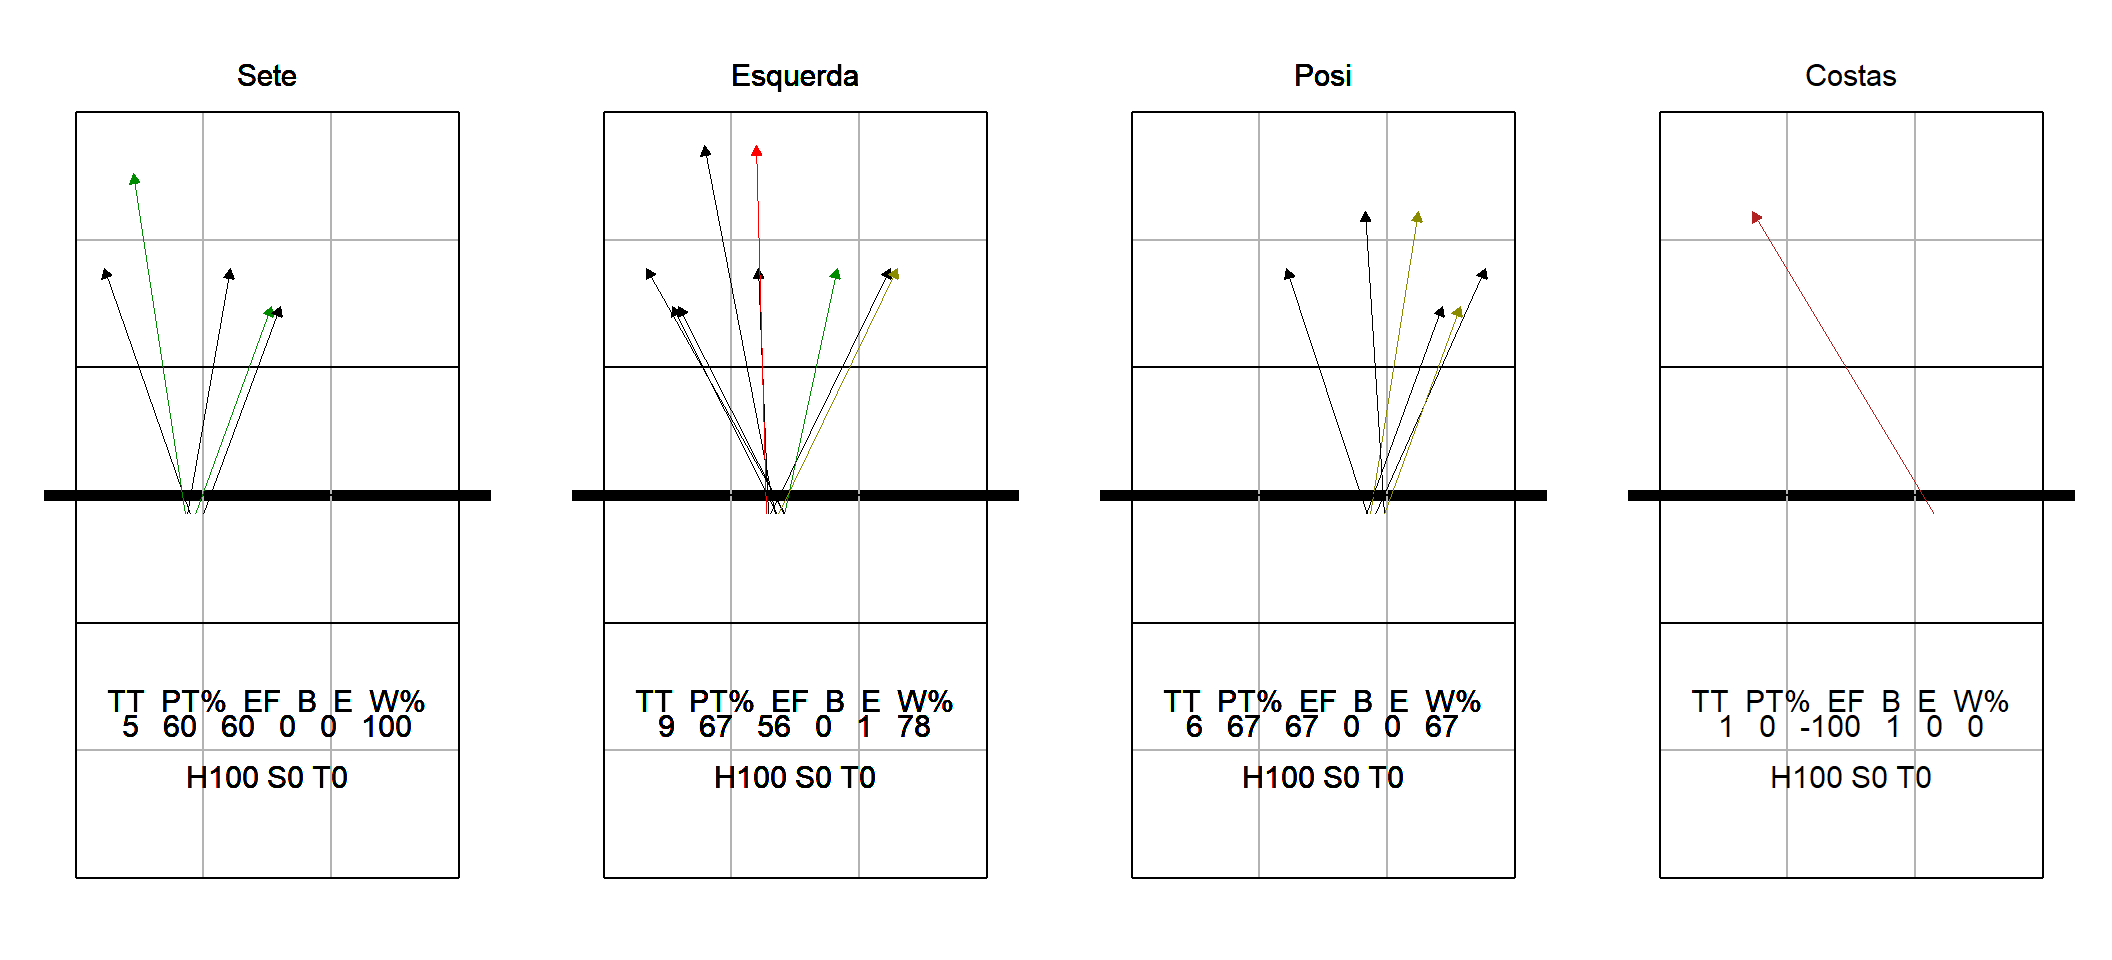 Sete
TT PT% EF B E W%
5 60 60 0 0 100
H100 S0 T0
Esquerda
TT PT% EF B E W%
9 67 56 0 1 78
H100 S0 T0
Posi
TT PT% EF B E W%
6 67 67 0 0 67
H100 S0 T0
Costas
TT PT% EF B E W%
1 0 -100 1 0 0
H100 S0 T0